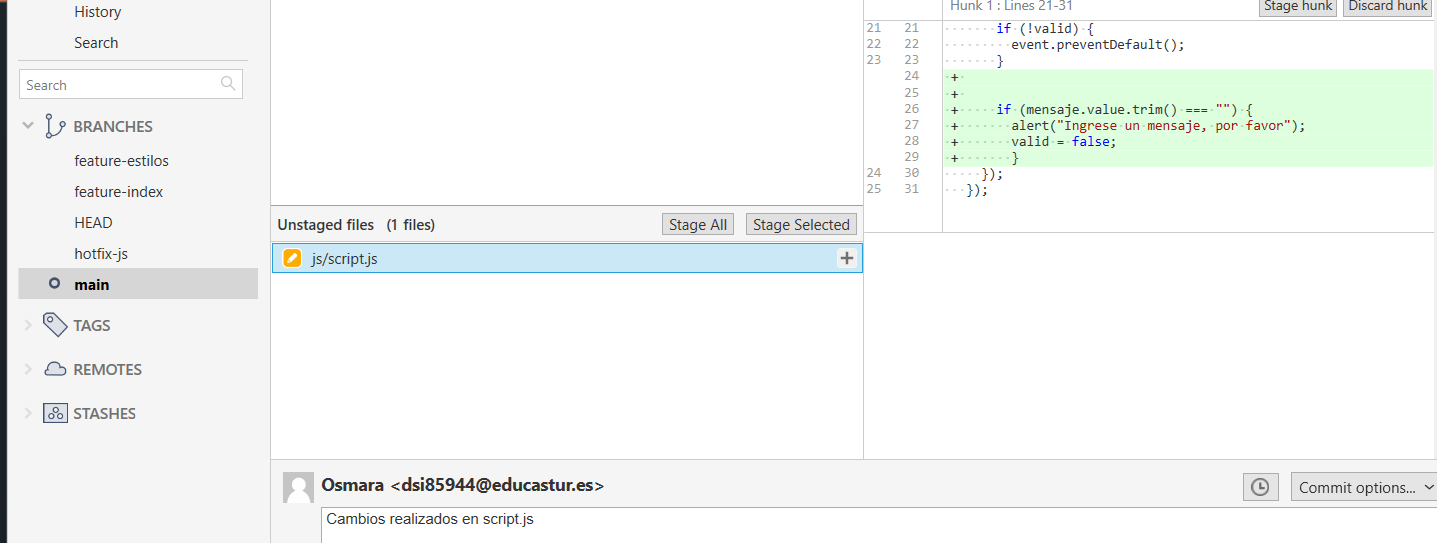 History
Search
Search
BRANCHES
feature-estilos
feature-index
HEAD
hotfix-js
main
TAGS
REMOTES
STASHES
Unstaged files (1 files)
Stage All
Stage Selected
js/script.js
Hunk 1 : Lines 21-31
Stage hunk
Discard hunk
21 21 if (!valid) {
22 22 event.preventDefault();
23 23 }
24 +
25 +
26 + if (mensaje.value.trim() === "") {
27 + alert("Ingrese un mensaje, por favor");
28 + valid = false;
29 + }
24 30 });
25 31 });
Osmara <dsi85944@educastur.es>
Commit options...
Cambios realizados en script.js